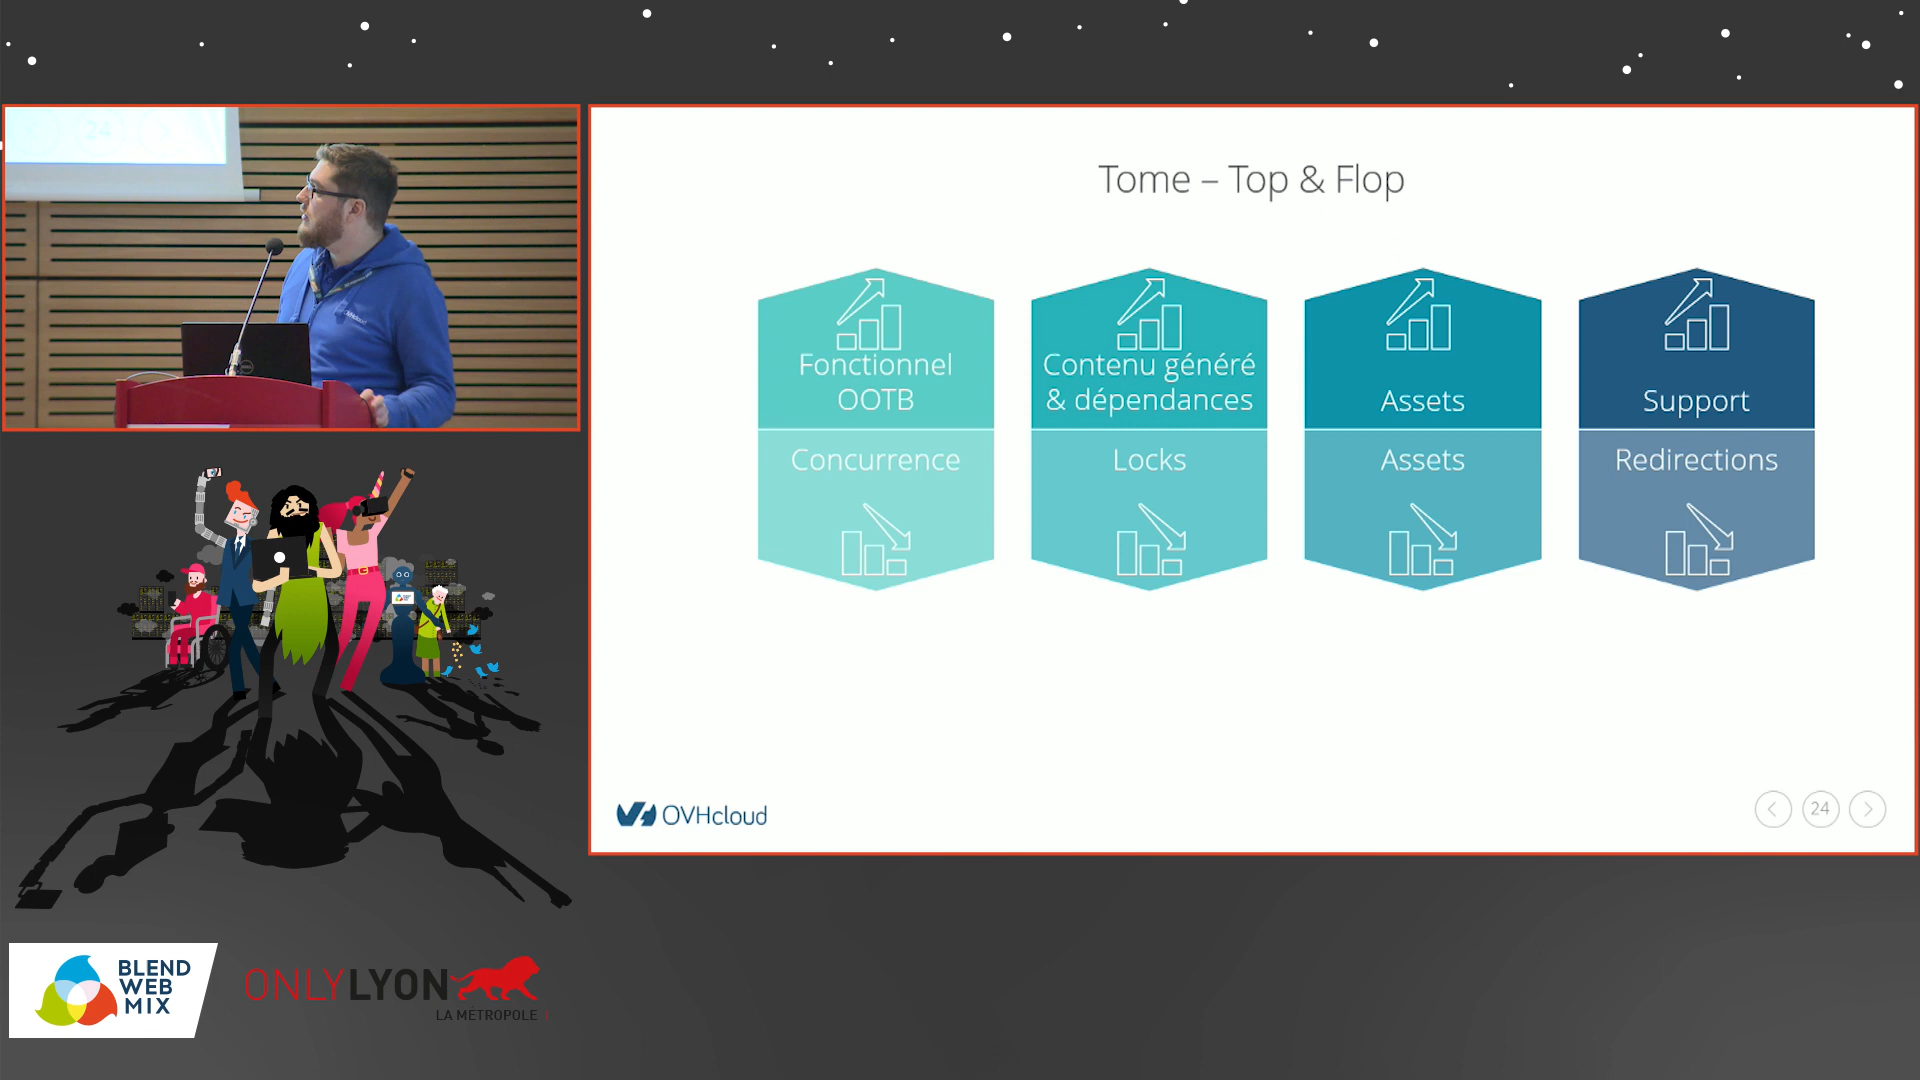 Tome – Top & Flop
Fonctionnel
OOTB
Concurrence
Contenu généré
& dépendances
Locks
Assets
Assets
Support
Redirections
OVHcloud
24
BLEND
WEB
MIX
ONLYLYON
LA MÉTROPOLE